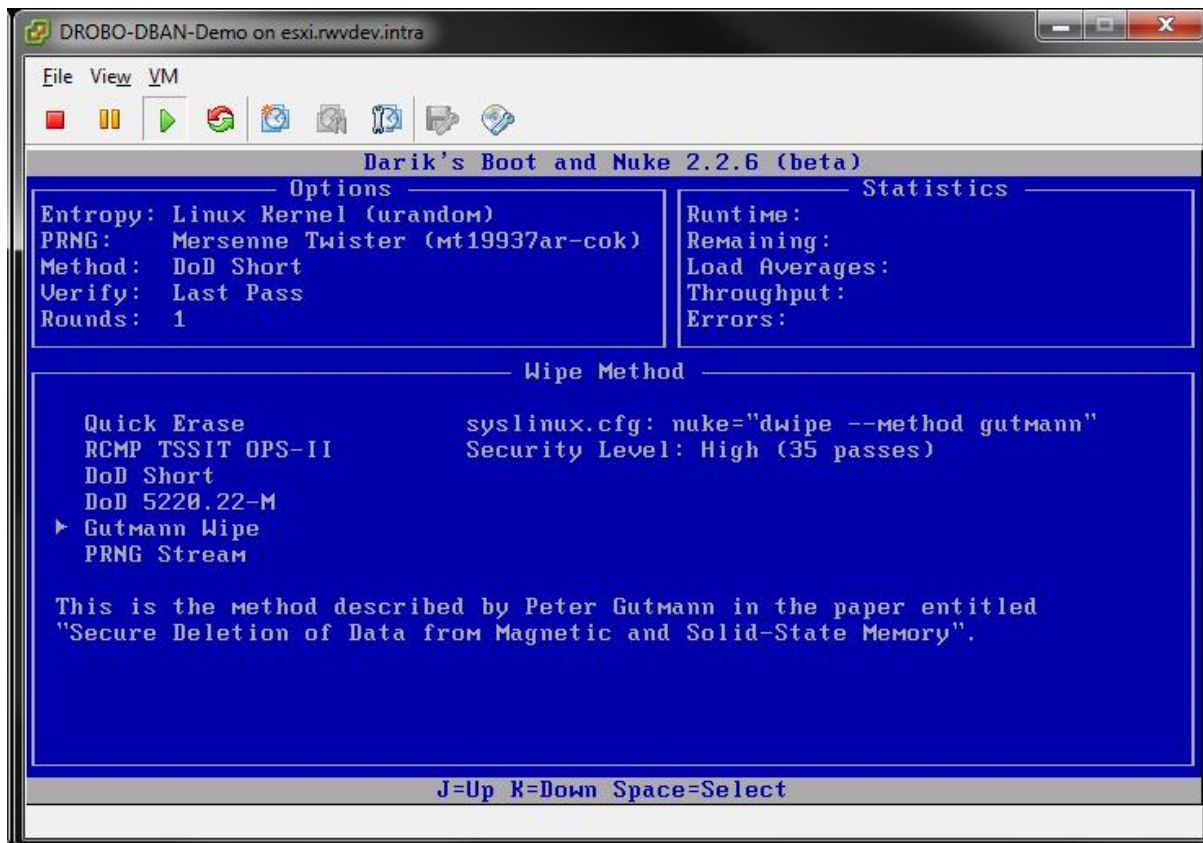 DROBO-DBAN-Demo on esxi.rwvdev.intra
File View VM
Darik's Boot and Nuke 2.2.6 (beta)
Options
Entropy: Linux Kernel (urandom)
PRNG: Mersenne Twister (mt19937ar-cok)
Method: DoD Short
Verify: Last Pass
Rounds: 1
Statistics
Runtime:
Remaining:
Load Averages:
Throughput:
Errors:
Wipe Method
Quick Erase
RCMP TSSIT OPS-II
DoD Short
DoD 5220.22-M
Gutmann Wipe
PRNG Stream
syslinux.cfg: nuke="dwipe --method gutmann"
Security Level: High (35 passes)
This is the method described by Peter Gutmann in the paper entitled
"Secure Deletion of Data from Magnetic and Solid-State Memory".
J=Up K=Down Space=Select